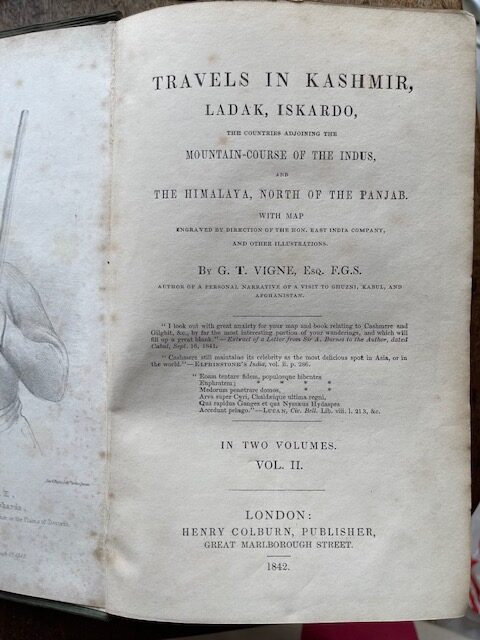 TRAVELS IN KASHMIR,
LADAK, ISKARDO,
THE COUNTRIES ADJOINING THE
MOUNTAIN-COURSE OF THE INDUS,
AND
THE HIMALAYA, NORTH OF THE PANJAB.
WITH MAP
ENGRAVED BY DIRECTION OF THE HON. EAST INDIA COMPANY,
AND OTHER ILLUSTRATIONS.
BY G. T. VIGNE, ESQ. F.G.S.
AUTHOR OF A PERSONAL NARRATIVE OF A VISIT TO GHUZNI, KABUL, AND
AFGHANISTAN.
"I look out with great anxiety for your map and book relating to Cashmere and
Gilghit, &c., by far the most interesting portion of your wanderings, and which will
fill up a great blank."—Extract of a Letter from Sir A. Burnes to the Author, dated
Cabul, Sept. 16, 1841.
"Cashmere still maintains its celebrity as the most delicious spot in Asia, or in
the world."—ELPHINSTONE'S India, vol. ii. p. 286.
"Eoam tentare fidem, populosque bibentes
Euphratem; * * * *
Medorum penetrare domos, * *
Arva super Cyri, Chaldæique ultima regni,
Qua rapidus Ganges et qua Nyssæus Hydaspes
Accedunt pelago."—LUCAN, Civ. Bell. Lib. viii. l. 213, &c.
IN TWO VOLUMES.
VOL. II.
LONDON:
HENRY COLBURN, PUBLISHER,
GREAT MARLBOROUGH STREET.
1842.